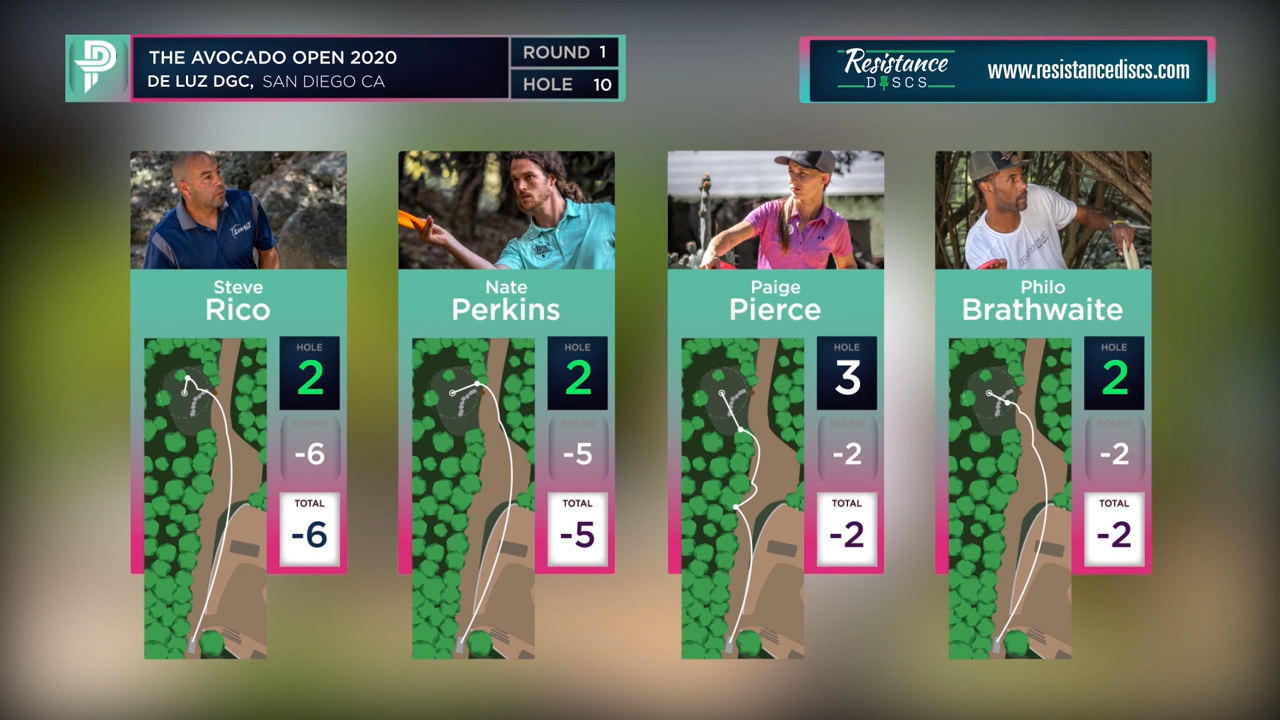 THE AVOCADO OPEN 2020
DE LUZ DGC, SAN DIEGO CA
ROUND 1
HOLE 10
Resistance
DISCS
www.resistancediscs.com
Steve
Rico
HOLE
2
ROUND
-6
TOTAL
-6
Nate
Perkins
HOLE
2
ROUND
-5
TOTAL
-5
Paige
Pierce
HOLE
3
ROUND
-2
TOTAL
-2
Philo
Brathwaite
HOLE
2
ROUND
-2
TOTAL
-2